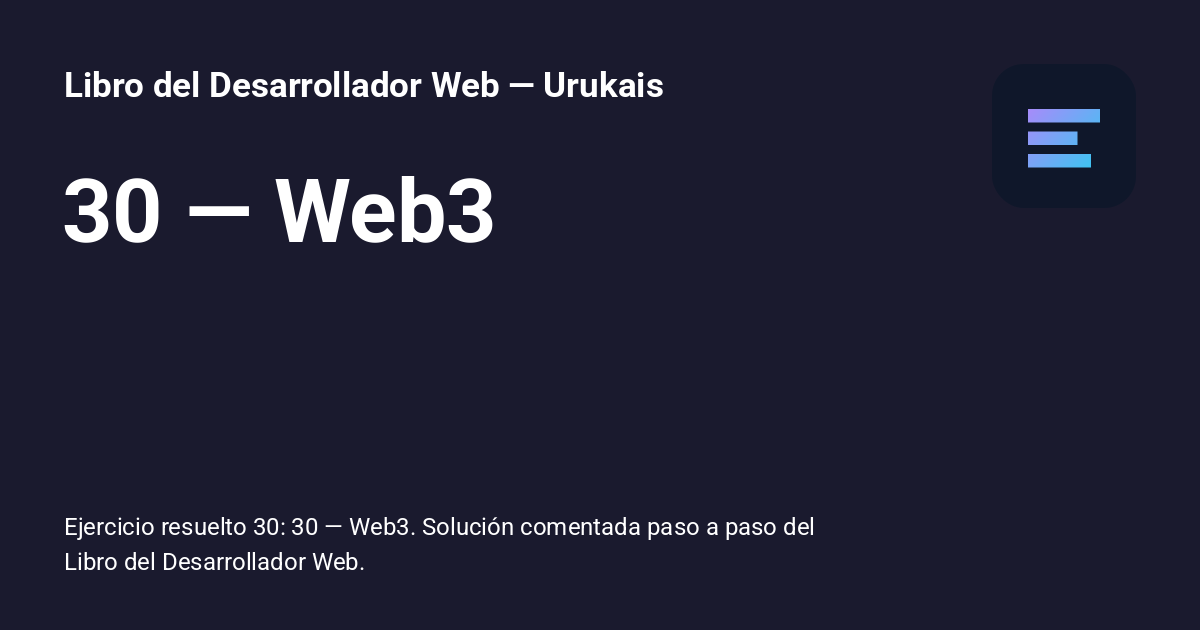 Libro del Desarrollador Web — Urukais
30 — Web3
Ejercicio resuelto 30: 30 — Web3. Solución comentada paso a paso del
Libro del Desarrollador Web.